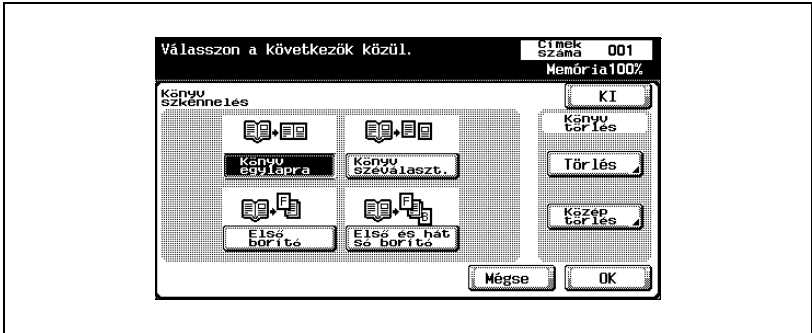 Válasszon a következők közül.
Címek
száma 001
Memória100%
Könyv
szkennelés
KI
Könyv
törlés
Könyv
egylapra
Könyv
széválaszt.
Törlés
F
F
B
Közép
törlés
Első
borító
Első és hát
só borító
Mégse
OK